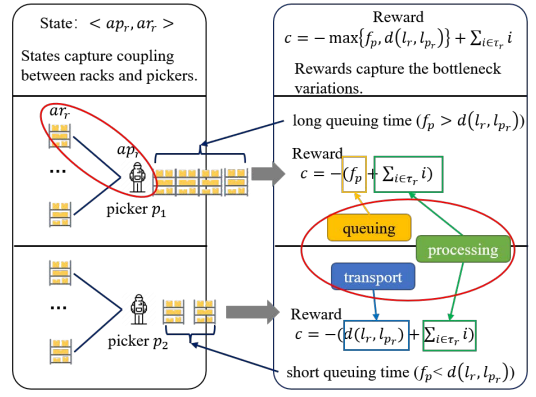 State: < ap_r, ar_r >
States capture coupling
between racks and pickers.
ar_r
ap_r
...
picker p_1
...
picker p_2
Reward
c = − max{f_p, d(l_r, l_{p_r})} + ∑_{i∈τ_r} i
Rewards capture the bottleneck
variations.
long queuing time (f_p > d(l_r, l_{p_r}))
Reward
c = −(f_p + ∑_{i∈τ_r} i)
queuing
processing
transport
Reward
c = −(d(l_r, l_{p_r}) + ∑_{i∈τ_r} i)
short queuing time (f_p < d(l_r, l_{p_r}))